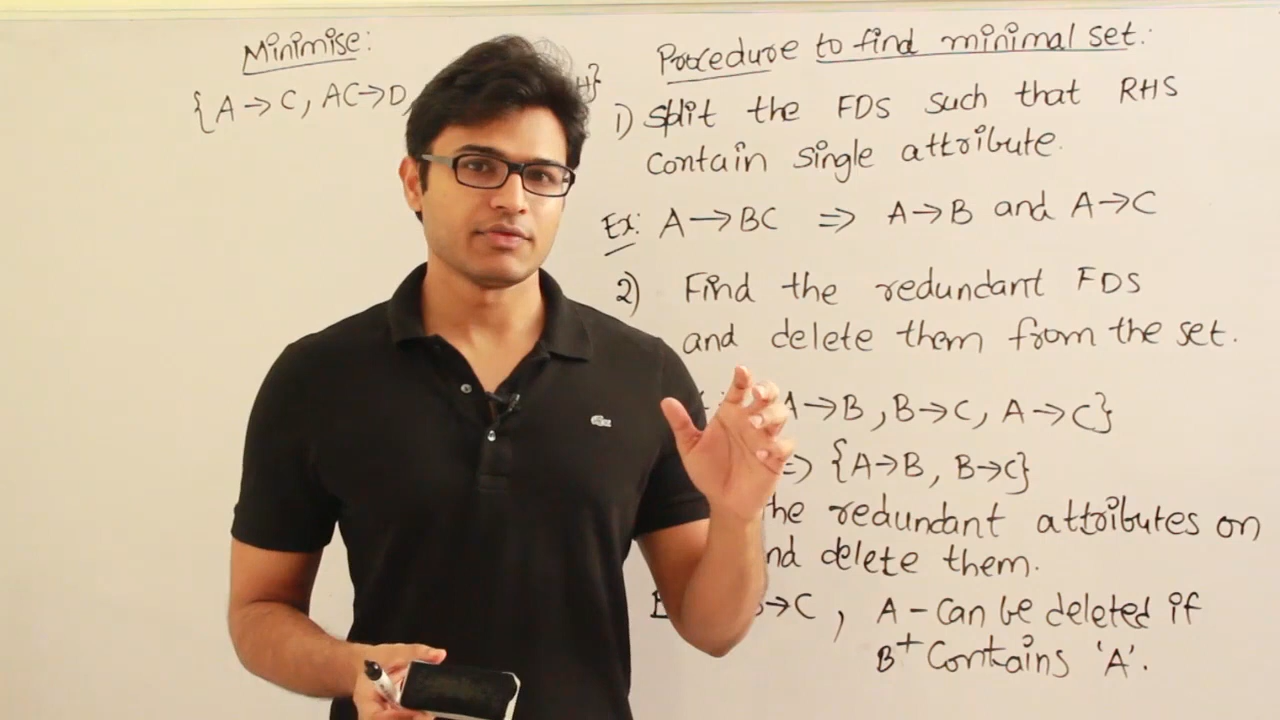 Minimise:
{A → C, AC→D, H}
Procedure to find minimal set:
1) Split the FDS such that RHS
contain single attribute.
Ex: A → BC ⇒ A→B and A→C
2) Find the redundant FDS
and delete them from the set.
A→B, B→C, A→C}
⇒ {A→B, B→C}
the redundant attributes on
and delete them.
→C, A - Can be deleted if
B⁺ Contains 'A'.